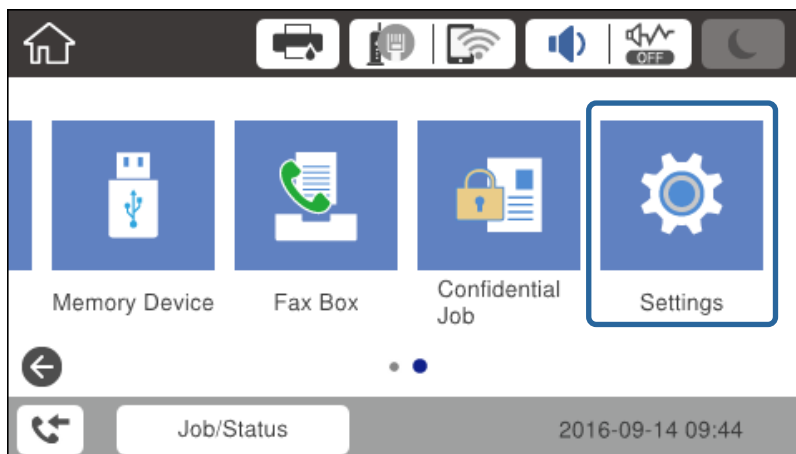 OFF
Memory Device
Fax Box
Confidential
Job
Settings
Job/Status
2016-09-14 09:44